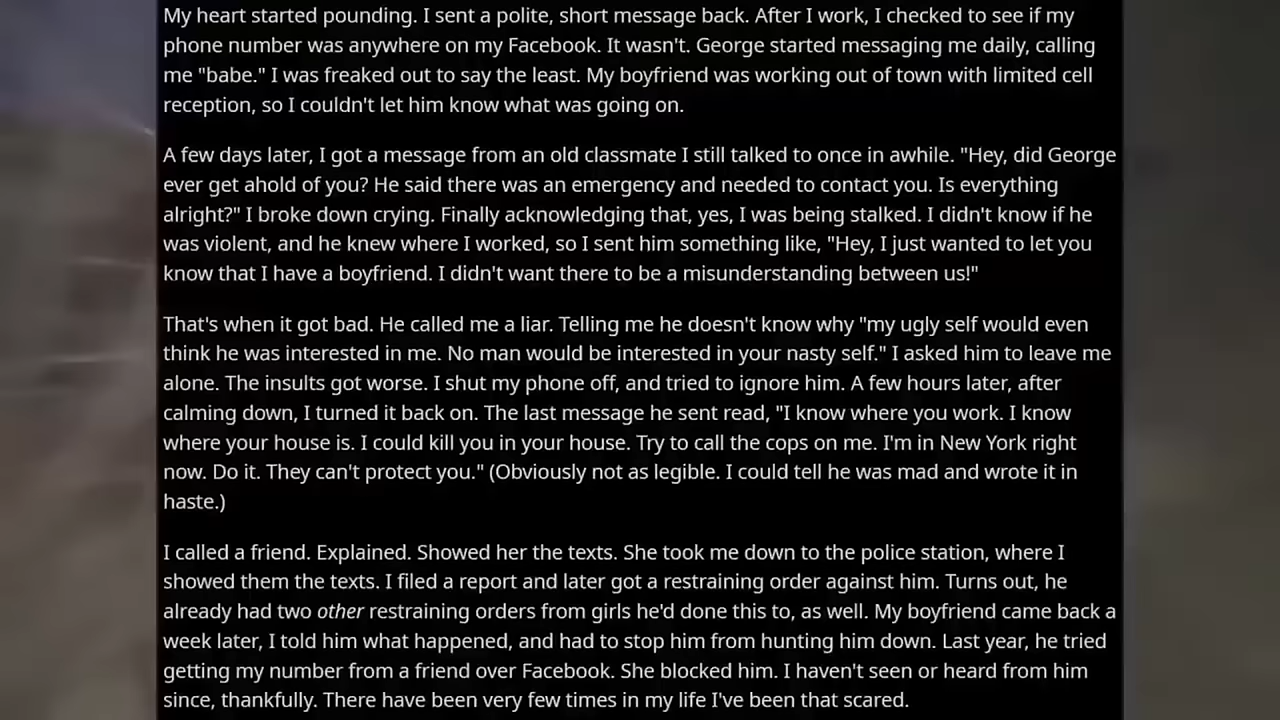 My heart started pounding. I sent a polite, short message back. After I work, I checked to see if my
phone number was anywhere on my Facebook. It wasn't. George started messaging me daily, calling
me "babe." I was freaked out to say the least. My boyfriend was working out of town with limited cell
reception, so I couldn't let him know what was going on.
A few days later, I got a message from an old classmate I still talked to once in awhile. "Hey, did George
ever get ahold of you? He said there was an emergency and needed to contact you. Is everything
alright?" I broke down crying. Finally acknowledging that, yes, I was being stalked. I didn't know if he
was violent, and he knew where I worked, so I sent him something like, "Hey, I just wanted to let you
know that I have a boyfriend. I didn't want there to be a misunderstanding between us!"
That's when it got bad. He called me a liar. Telling me he doesn't know why "my ugly self would even
think he was interested in me. No man would be interested in your nasty self." I asked him to leave me
alone. The insults got worse. I shut my phone off, and tried to ignore him. A few hours later, after
calming down, I turned it back on. The last message he sent read, "I know where you work. I know
where your house is. I could kill you in your house. Try to call the cops on me. I'm in New York right
now. Do it. They can't protect you." (Obviously not as legible. I could tell he was mad and wrote it in
haste.)
I called a friend. Explained. Showed her the texts. She took me down to the police station, where I
showed them the texts. I filed a report and later got a restraining order against him. Turns out, he
already had two other restraining orders from girls he'd done this to, as well. My boyfriend came back a
week later, I told him what happened, and had to stop him from hunting him down. Last year, he tried
getting my number from a friend over Facebook. She blocked him. I haven't seen or heard from him
since, thankfully. There have been very few times in my life I've been that scared.